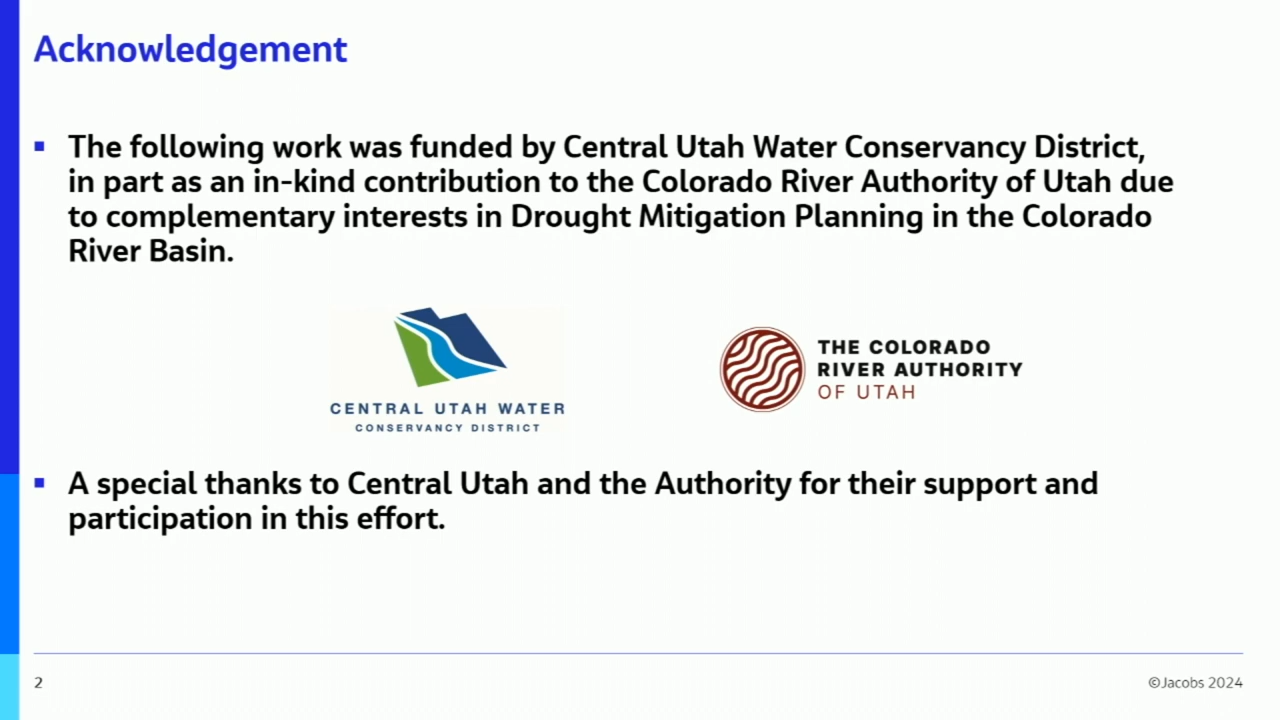 Acknowledgement
▪ The following work was funded by Central Utah Water Conservancy District,
in part as an in-kind contribution to the Colorado River Authority of Utah due
to complementary interests in Drought Mitigation Planning in the Colorado
River Basin.
CENTRAL UTAH WATER
CONSERVANCY DISTRICT
THE COLORADO
RIVER AUTHORITY
OF UTAH
▪ A special thanks to Central Utah and the Authority for their support and
participation in this effort.
2
©Jacobs 2024